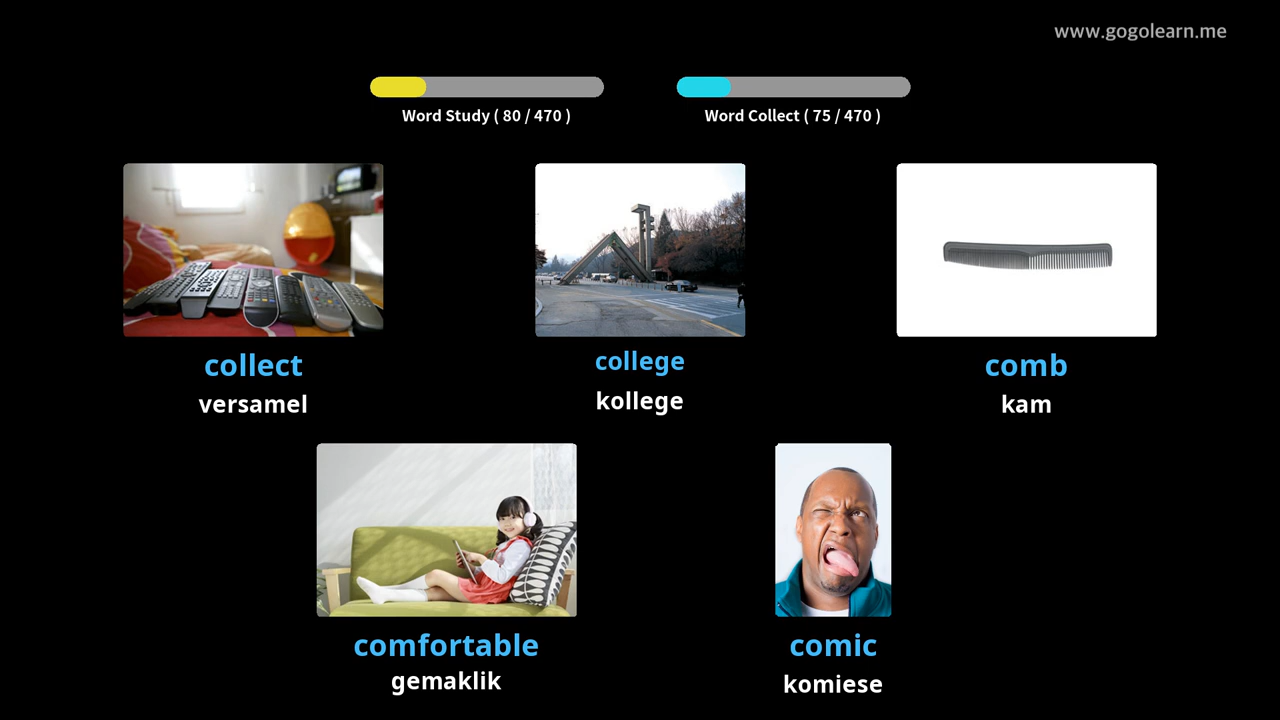 www.gogolearn.me
Word Study ( 80 / 470 )
Word Collect ( 75 / 470 )
collect
versamel
college
kollege
comb
kam
comfortable
gemaklik
comic
komiese